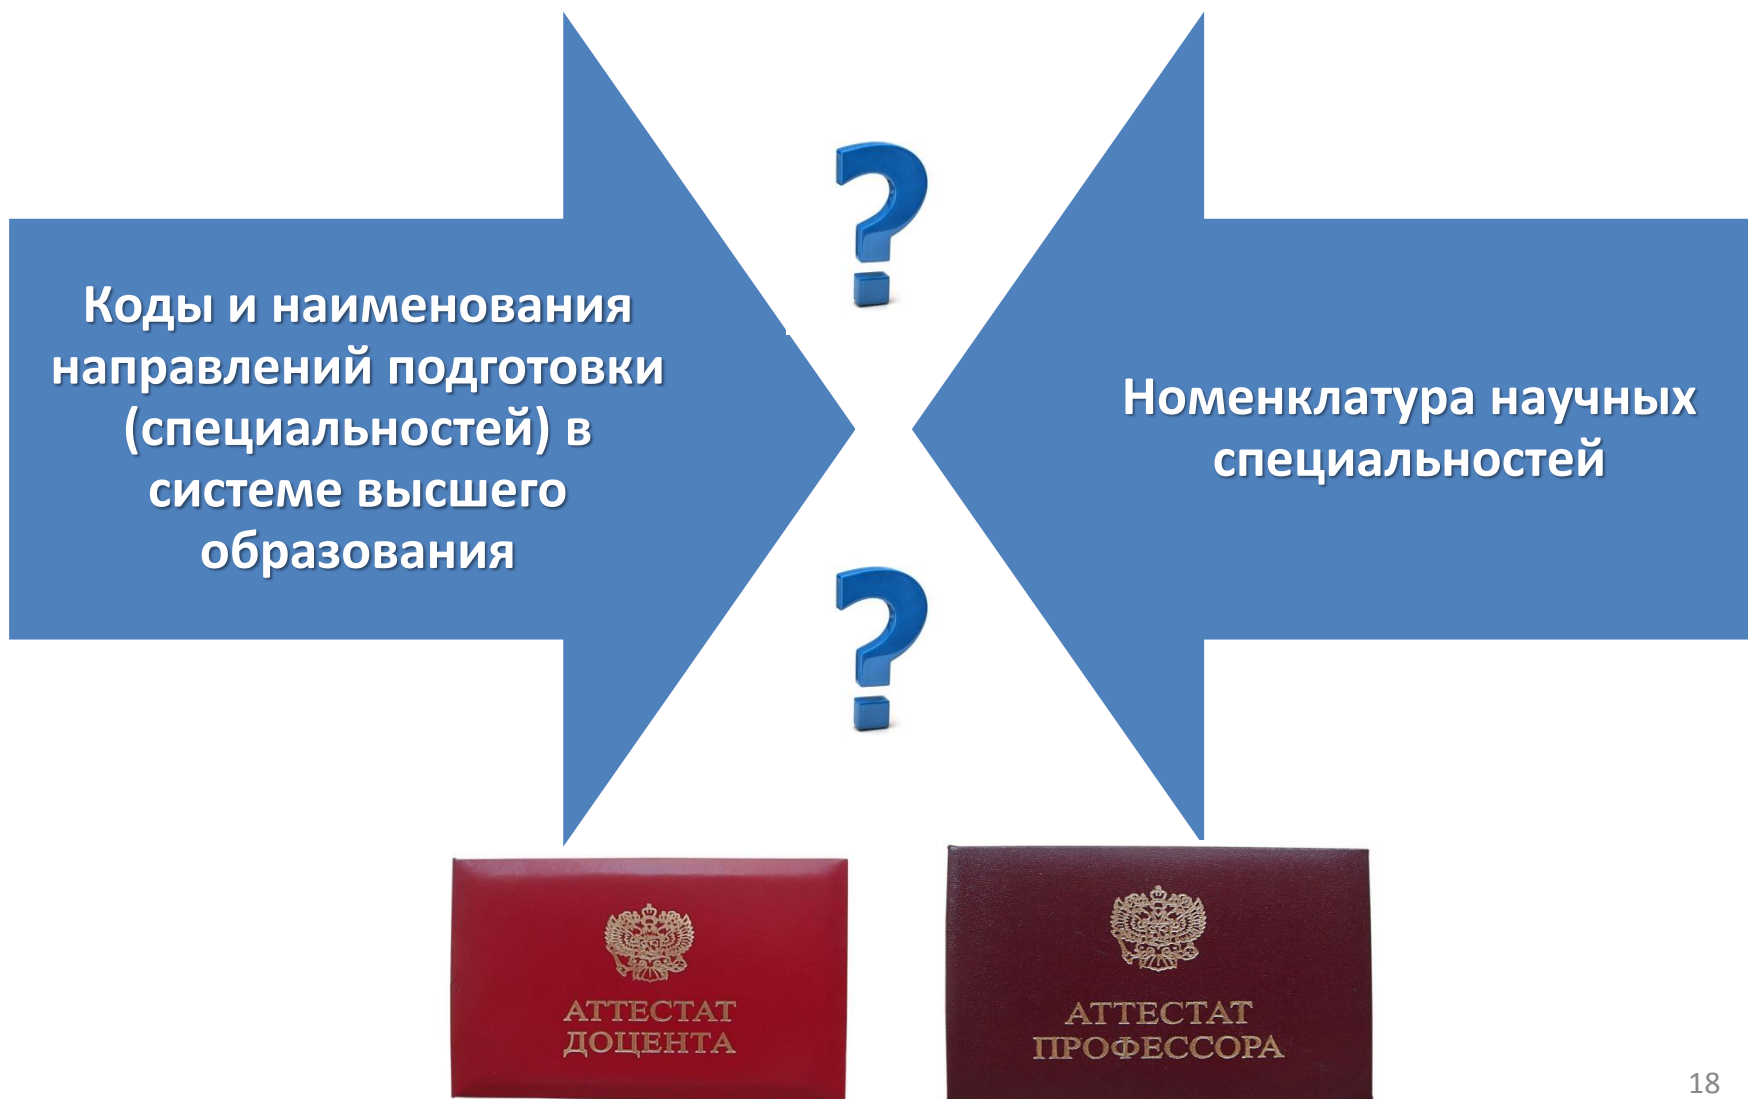 Коды и наименования
направлений подготовки
(специальностей) в
системе высшего
образования
?
Номенклатура научных
специальностей
?
АТТЕСТАТ
ДОЦЕНТА
АТТЕСТАТ
ПРОФЕССОРА
18